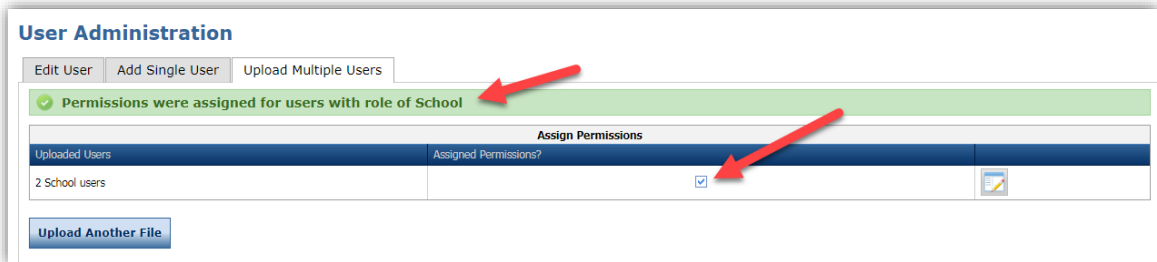 User Administration
Edit User Add Single User Upload Multiple Users
Permissions were assigned for users with role of School
Assign Permissions
Uploaded Users Assigned Permissions?
2 School users
Upload Another File